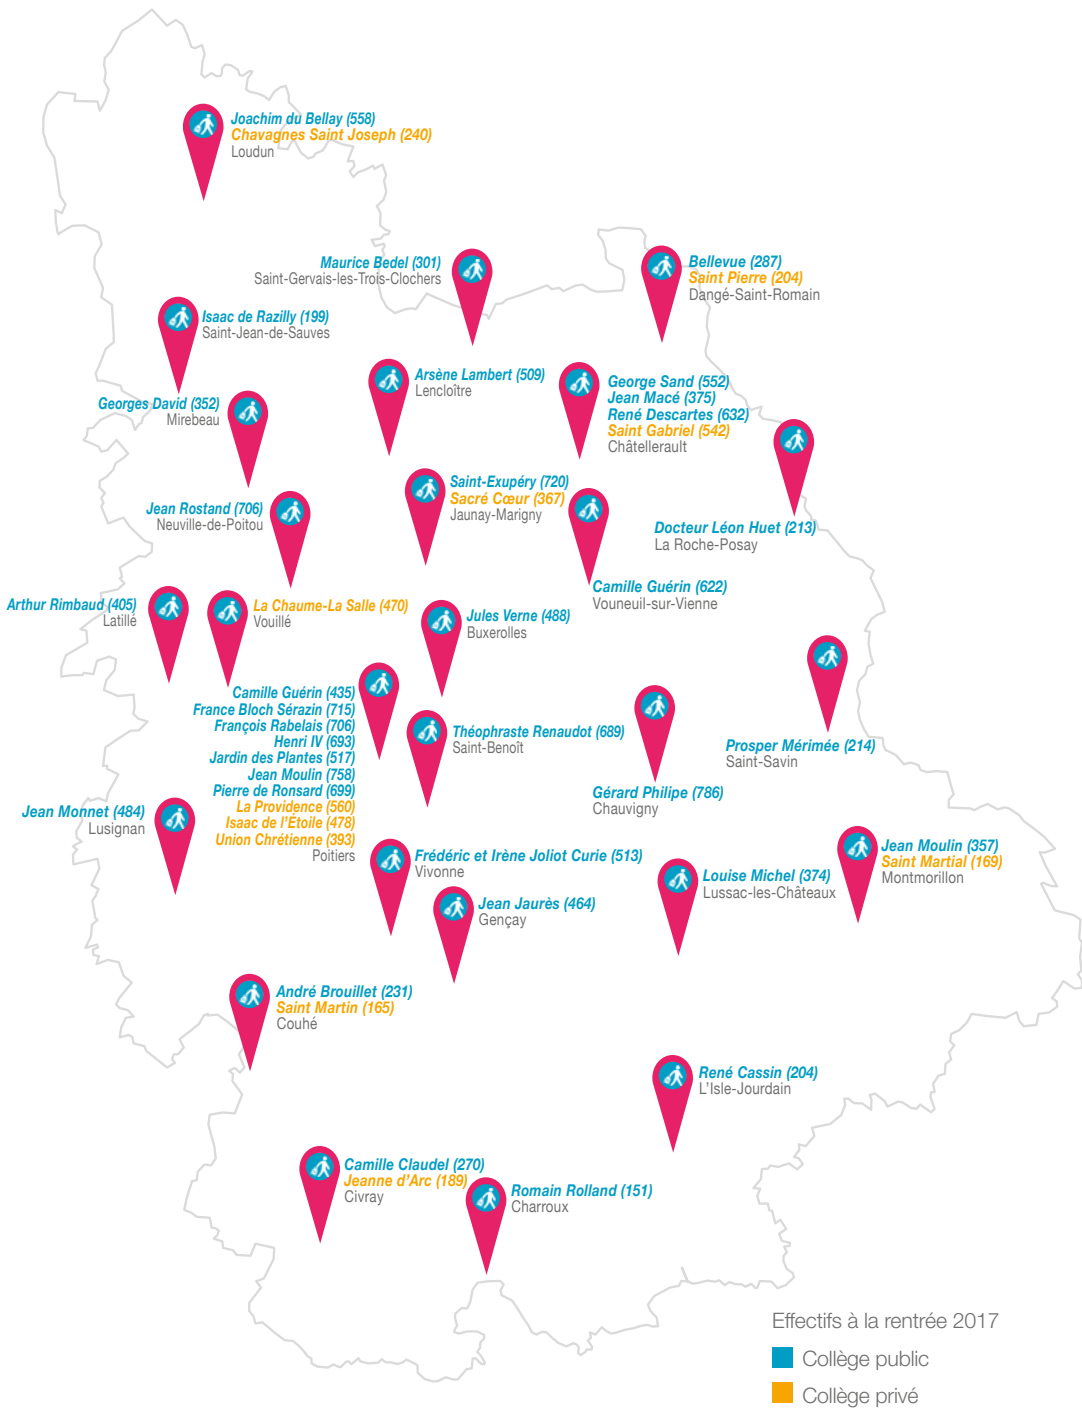 Joachim du Bellay (558)
Chavagnes Saint Joseph (240)
Loudun
Maurice Bedel (301)
Saint-Gervais-les-Trois-Clochers
Bellevue (287)
Saint Pierre (204)
Dangé-Saint-Romain
Isaac de Razilly (199)
Saint-Jean-de-Sauves
Arsène Lambert (509)
Lencloître
George Sand (552)
Jean Macé (375)
René Descartes (632)
Saint Gabriel (542)
Châtellerault
Georges David (352)
Mirebeau
Saint-Exupéry (720)
Sacré Cœur (367)
Jaunay-Marigny
Jean Rostand (706)
Neuville-de-Poitou
Docteur Léon Huet (213)
La Roche-Posay
Camille Guérin (622)
Vouneuil-sur-Vienne
Arthur Rimbaud (405)
Latillé
La Chaume-La Salle (470)
Vouillé
Jules Verne (488)
Buxerolles
Camille Guérin (435)
France Bloch Sérazin (715)
François Rabelais (706)
Henri IV (693)
Jardin des Plantes (517)
Jean Moulin (758)
Pierre de Ronsard (699)
La Providence (560)
Isaac de l'Étoile (478)
Union Chrétienne (393)
Poitiers
Théophraste Renaudot (689)
Saint-Benoît
Prosper Mérimée (214)
Saint-Savin
Gérard Philipe (786)
Chauvigny
Jean Monnet (484)
Lusignan
Frédéric et Irène Joliot Curie (513)
Vivonne
Jean Moulin (357)
Saint Martial (169)
Montmorillon
Louise Michel (374)
Lussac-les-Châteaux
Jean Jaurès (464)
Gençay
André Brouillet (231)
Saint Martin (165)
Couhé
René Cassin (204)
L'Isle-Jourdain
Camille Claudel (270)
Jeanne d'Arc (189)
Civray
Romain Rolland (151)
Charroux
Effectifs à la rentrée 2017
Collège public
Collège privé